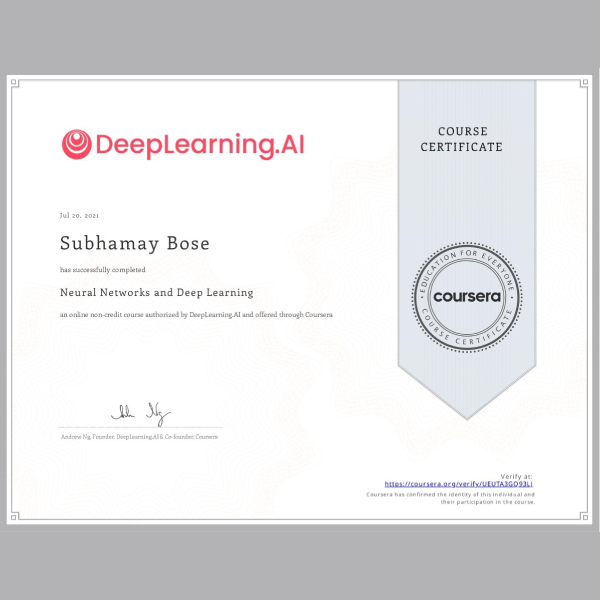 DeepLearning.AI
COURSE
CERTIFICATE
Jul 20, 2021
Subhamay Bose
has successfully completed
Neural Networks and Deep Learning
an online non-credit course authorized by DeepLearning.AI and offered through Coursera
EDUCATION FOR EVERYONE
coursera
COURSE CERTIFICATE
Andrew Ng, Founder, DeepLearning.AI & Co-founder, Coursera
Verify at:
https://coursera.org/verify/UEUTA3GQ93LJ
Coursera has confirmed the identity of this individual and
their participation in the course.